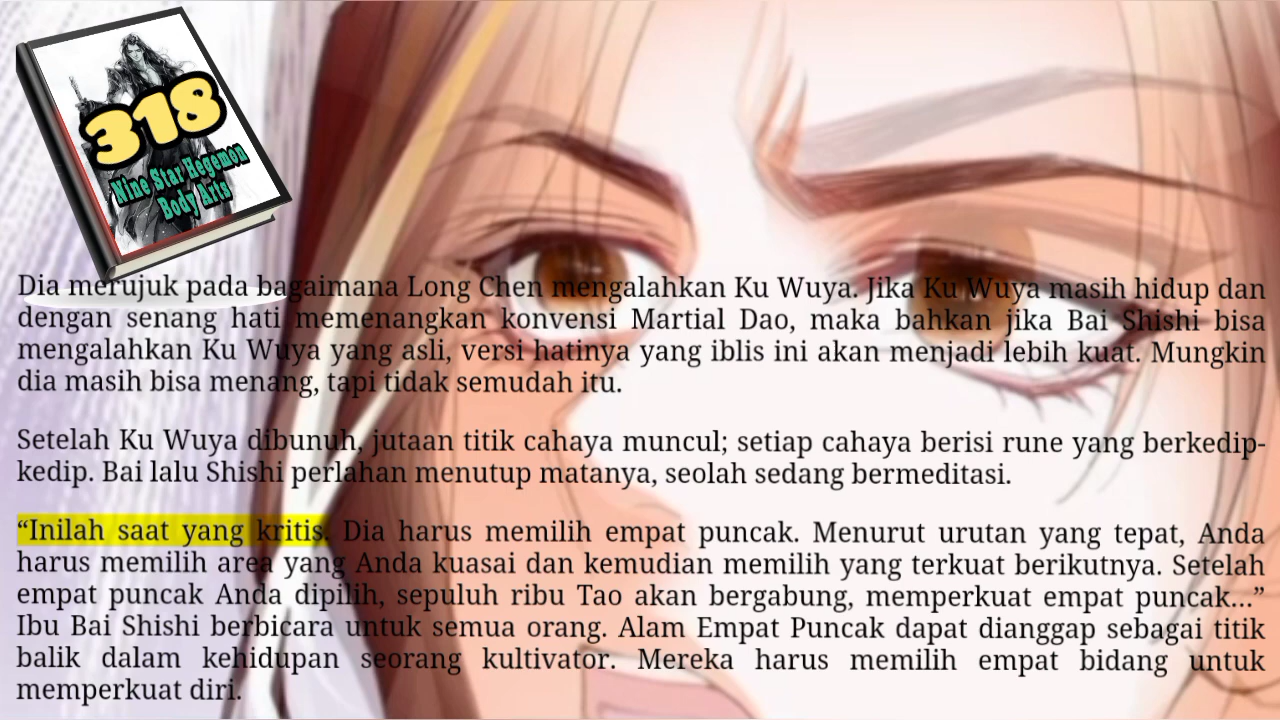 318
Nine Star Hegemon
Body Arts
Dia merujuk pada bagaimana Long Chen mengalahkan Ku Wuya. Jika Ku Wuya masih hidup dan
dengan senang hati memenangkan konvensi Martial Dao, maka bahkan jika Bai Shishi bisa
mengalahkan Ku Wuya yang asli, versi hatinya yang iblis ini akan menjadi lebih kuat. Mungkin
dia masih bisa menang, tapi tidak semudah itu.
Setelah Ku Wuya dibunuh, jutaan titik cahaya muncul; setiap cahaya berisi rune yang berkedip-
kedip. Bai lalu Shishi perlahan menutup matanya, seolah sedang bermeditasi.
“Inilah saat yang kritis. Dia harus memilih empat puncak. Menurut urutan yang tepat, Anda
harus memilih area yang Anda kuasai dan kemudian memilih yang terkuat berikutnya. Setelah
empat puncak Anda dipilih, sepuluh ribu Tao akan bergabung, memperkuat empat puncak...”
Ibu Bai Shishi berbicara untuk semua orang. Alam Empat Puncak dapat dianggap sebagai titik
balik dalam kehidupan seorang kultivator. Mereka harus memilih empat bidang untuk
memperkuat diri.